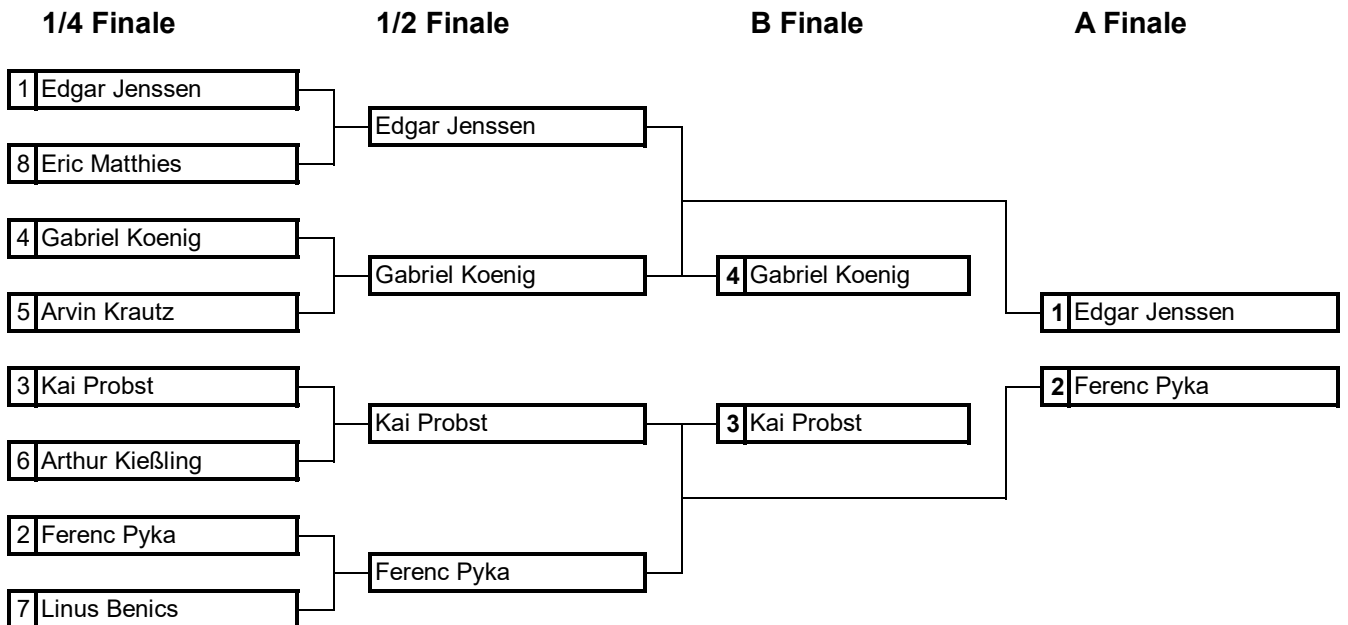 1/4 Finale 1/2 Finale B Finale A Finale
1 Edgar Jenssen
Edgar Jenssen
8 Eric Matthies
4 Gabriel Koenig
Gabriel Koenig
4 Gabriel Koenig
5 Arvin Krautz
1 Edgar Jenssen
3 Kai Probst
2 Ferenc Pyka
Kai Probst
3 Kai Probst
6 Arthur Kießling
2 Ferenc Pyka
Ferenc Pyka
7 Linus Benics